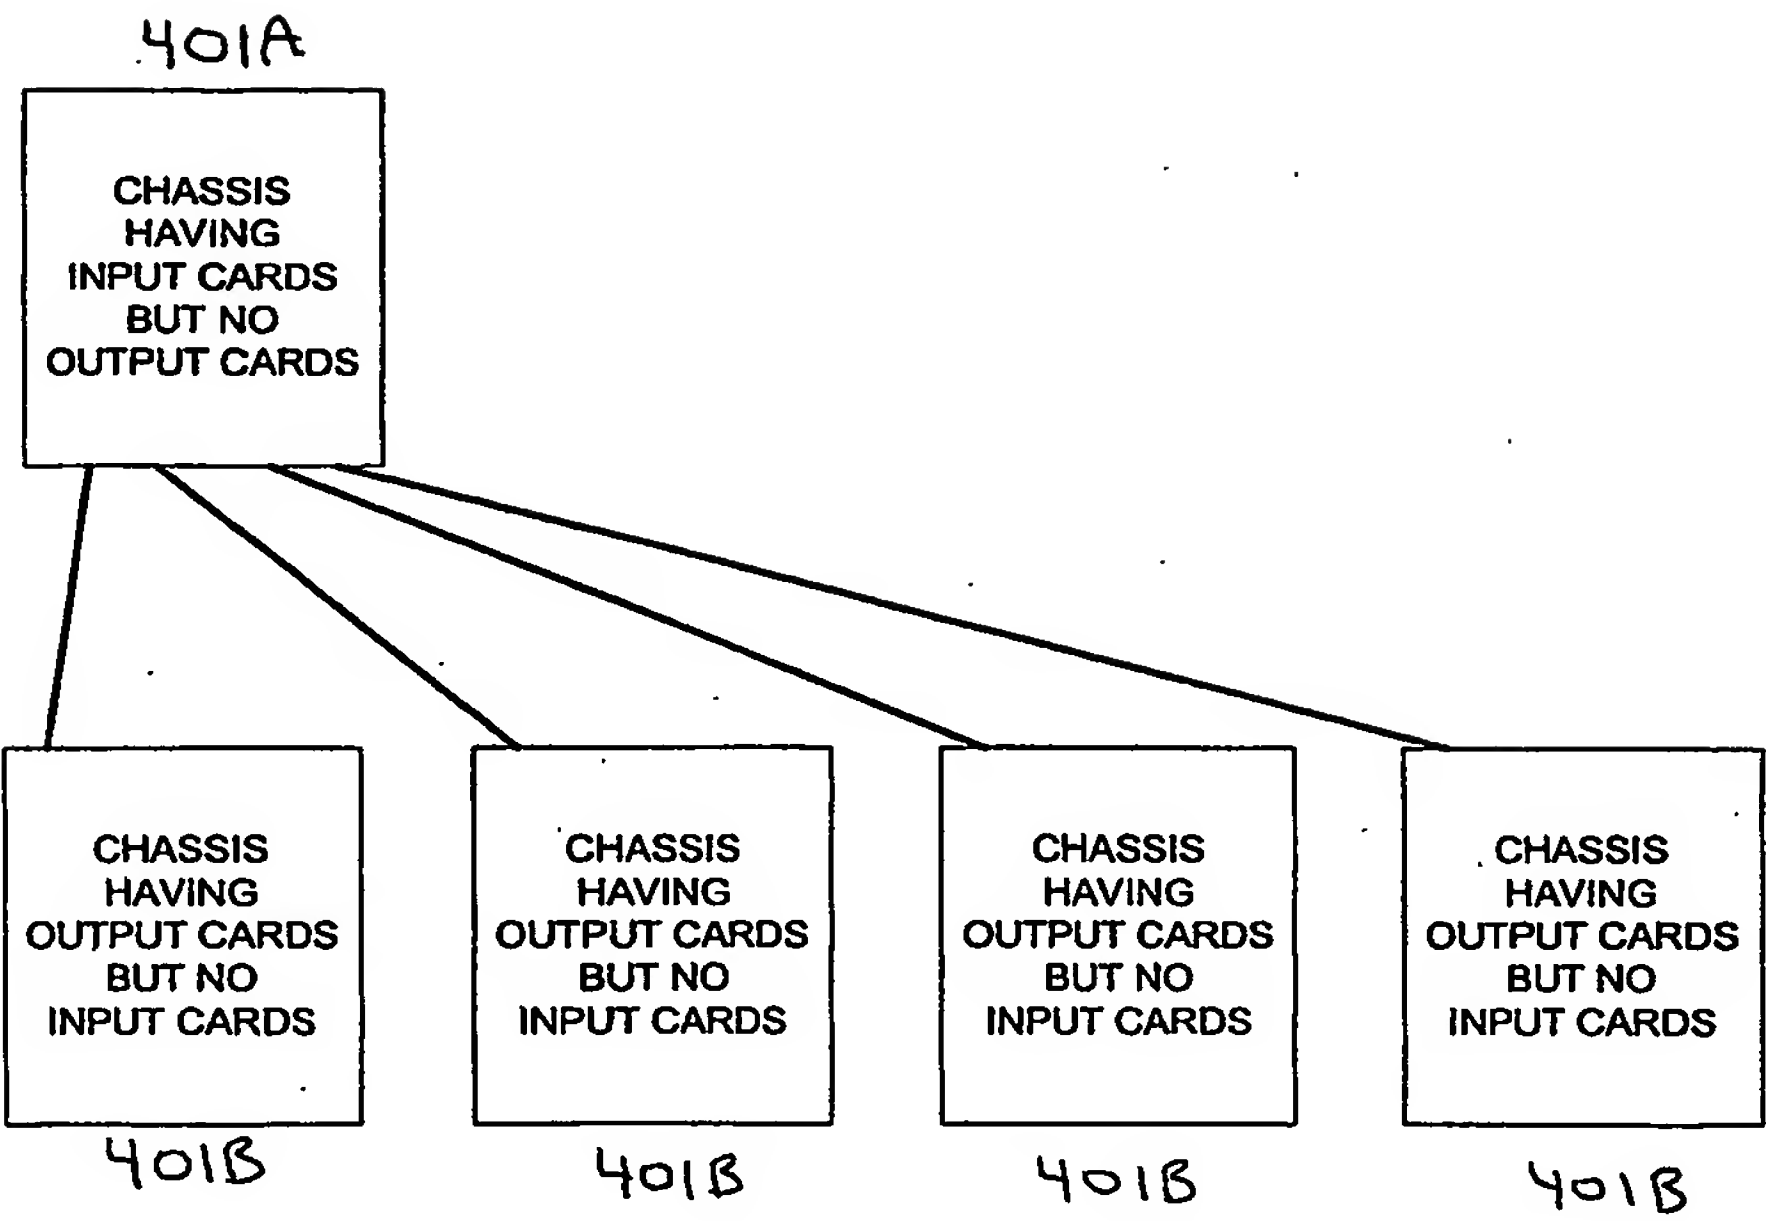 401A
CHASSIS
HAVING
INPUT CARDS
BUT NO
OUTPUT CARDS
CHASSIS
HAVING
OUTPUT CARDS
BUT NO
INPUT CARDS
401B
CHASSIS
HAVING
OUTPUT CARDS
BUT NO
INPUT CARDS
401B
CHASSIS
HAVING
OUTPUT CARDS
BUT NO
INPUT CARDS
401B
CHASSIS
HAVING
OUTPUT CARDS
BUT NO
INPUT CARDS
401B